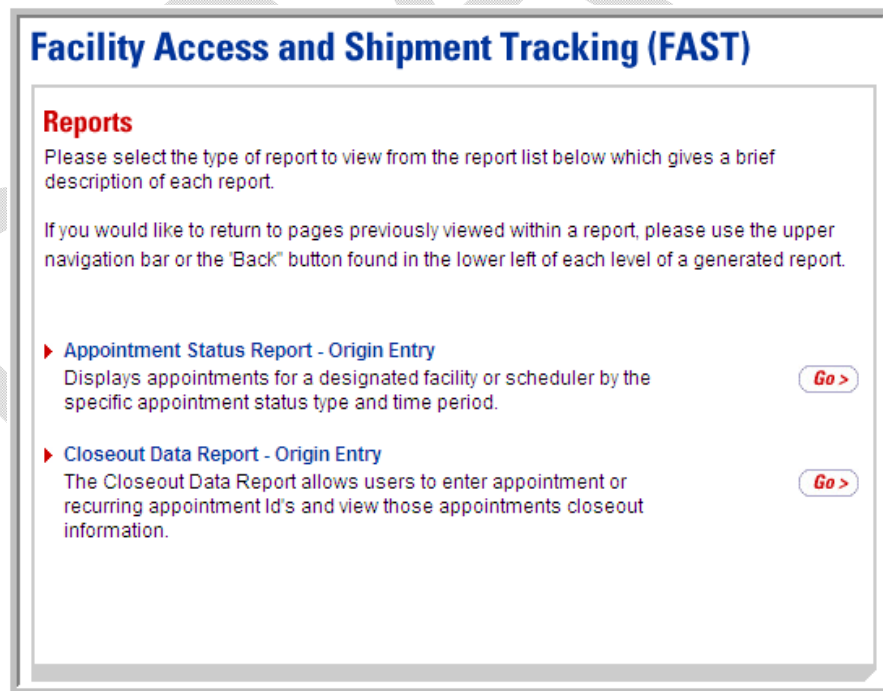 Facility Access and Shipment Tracking (FAST)
Reports
Please select the type of report to view from the report list below which gives a brief
description of each report.
If you would like to return to pages previously viewed within a report, please use the upper
navigation bar or the 'Back" button found in the lower left of each level of a generated report.
Appointment Status Report - Origin Entry
Displays appointments for a designated facility or scheduler by the
specific appointment status type and time period.
Go >
Closeout Data Report - Origin Entry
The Closeout Data Report allows users to enter appointment or
recurring appointment Id's and view those appointments closeout
information.
Go >